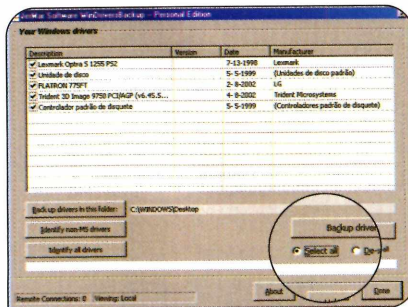 Software WinDriversBackup - Personal Edition
Your Windows drivers
Description Version Date Manufacturer
Lexmark Optra S 1255 PS2 7-13-1998 Lexmark
Unidade de disco 5- 5-1999 (Unidades de disco padrão)
FLATRON 775FT 2- 8-2002 LG
Trident 3D Image 9750 PCI/AGP (v6.45.5... 4- 8-2002 Trident Microsystems
Controlador padrão de disquete 5- 5-1999 (Controladores padrão de disquete)
Back up drivers in this folder: C:\WINDOWS\Desktop
Identify non-MS drivers
Identify all drivers
Backup driver
Select all
Remote Connections: 0 Viewing: Local
About
Done